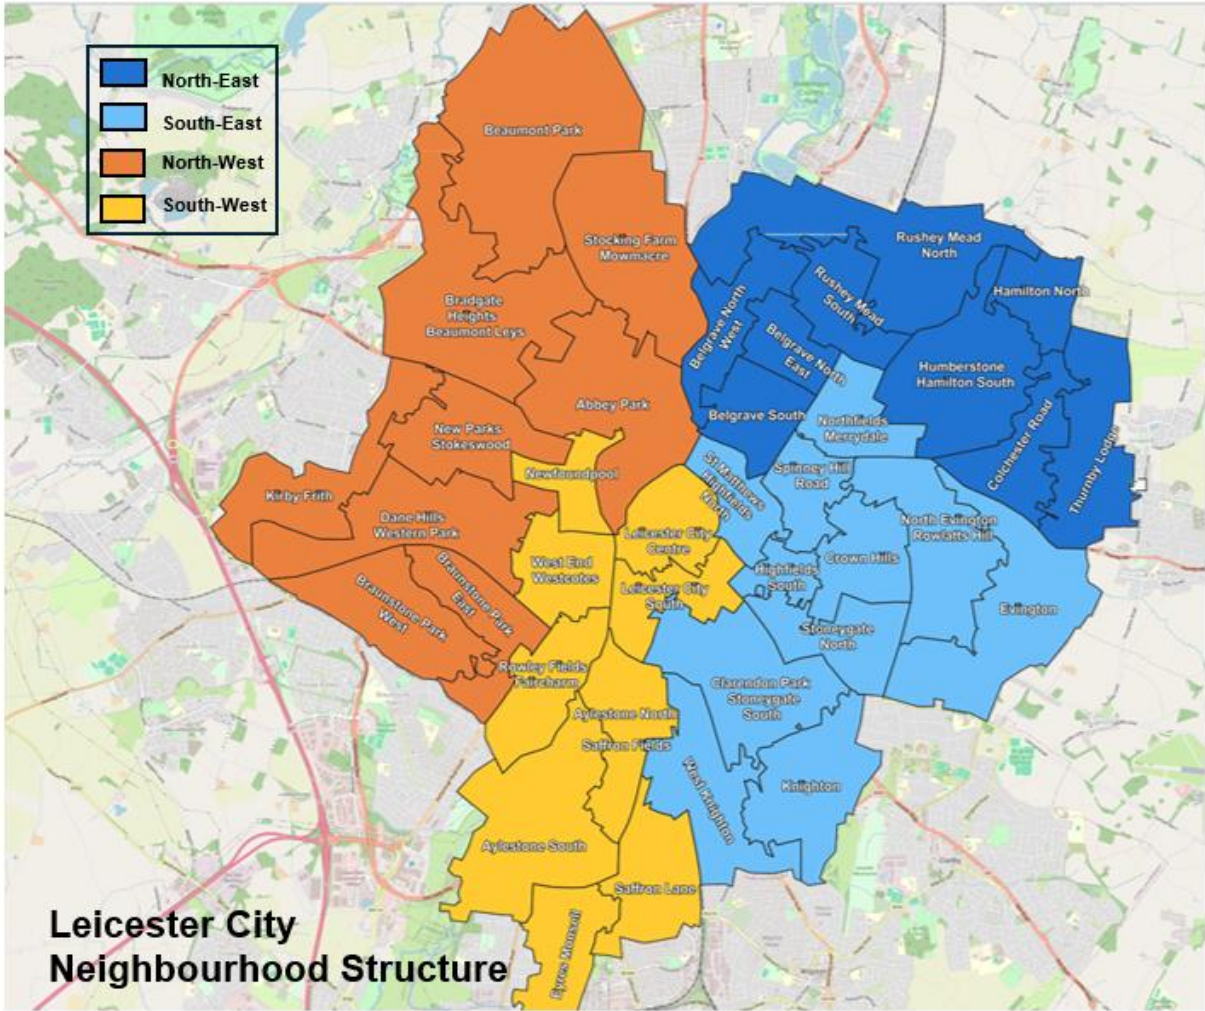 North-East
South-East
North-West
South-West
Beaumont Park
Stocking Farm
Mowmacre
Bradgate
Heights
Beaumont Leys
Abbey Park
New Parks
Stokeswood
Newfoundpool
Kirby Frith
Dane Hills
Western Park
Braunstone Park
East
Braunstone Park
West
Rushey Mead
North
Rushey Mead
South
Hamilton North
Belgrave North
West
Belgrave North
East
Belgrave South
Humberstone
Hamilton South
Colchester Road
Thurnby Lodge
Northfields
Merrydale
St Matthews
Highfields
North
Spinney Hill
Road
North Evington
Rowlatts Hill
Crown Hills
Highfields
South
Evington
Stoneygate
North
Leicester City
Centre
Leicester City
South
West End
Westcotes
Rowley Fields
Faircharm
Clarendon Park
Stoneygate
South
Aylestone North
Saffron Fields
West Knighton
Knighton
Aylestone South
Saffron Lane
Eyres Monsell
Leicester City
Neighbourhood Structure